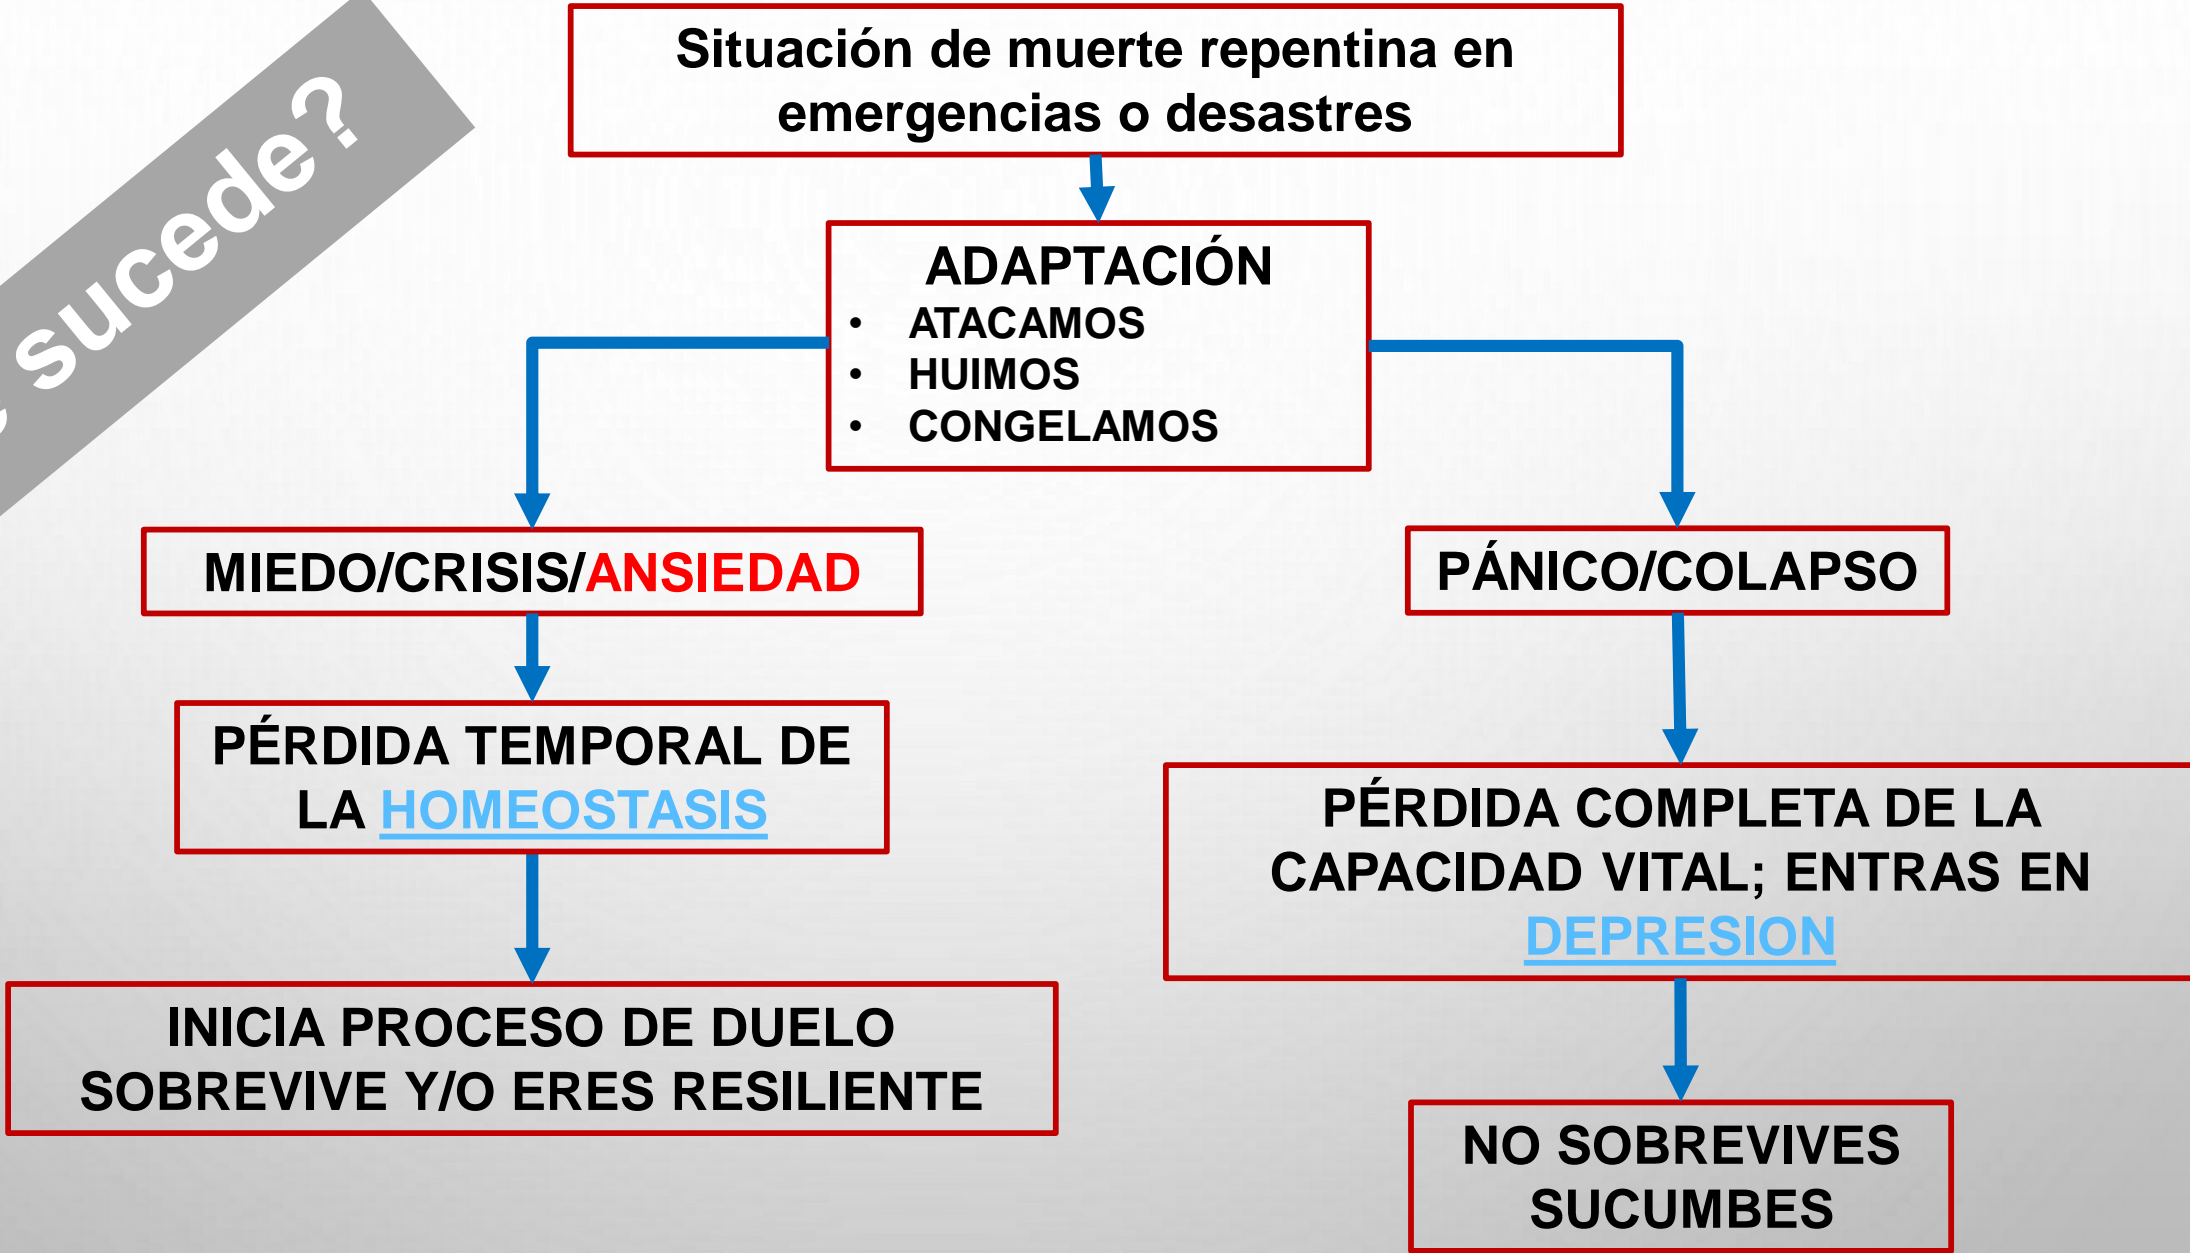 sucede?
Situación de muerte repentina en
emergencias o desastres
ADAPTACIÓN
• ATACAMOS
• HUIMOS
• CONGELAMOS
MIEDO/CRISIS/ANSIEDAD
PÁNICO/COLAPSO
PÉRDIDA TEMPORAL DE
LA HOMEOSTASIS
PÉRDIDA COMPLETA DE LA
CAPACIDAD VITAL; ENTRAS EN
DEPRESION
INICIA PROCESO DE DUELO
SOBREVIVE Y/O ERES RESILIENTE
NO SOBREVIVES
SUCUMBES